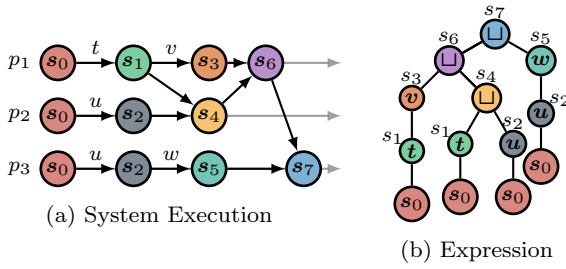 t v
p₁ s₀ s₁ s₃ s₆
u
p₂ s₀ s₂ s₄
u w
p₃ s₀ s₂ s₅ s₇
(a) System Execution
s₇
s₆ ⊔ s₅
⊔ w
s₃ s₄
v ⊔ s₂
s₁ s₁ s₂ u
t t u
s₀ s₀ s₀ s₀
(b) Expression